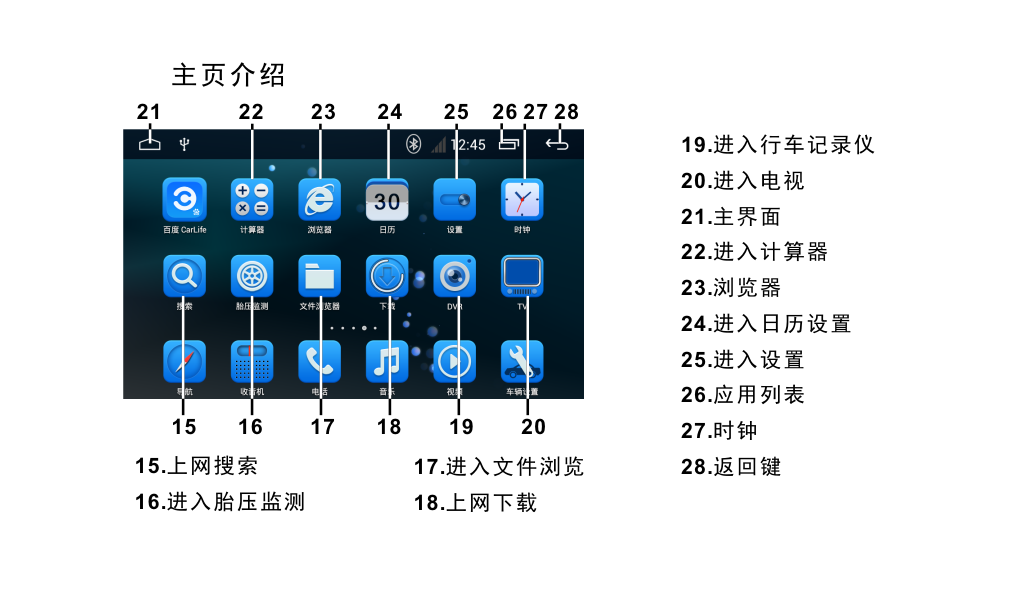 主页介绍
21 22 23 24 25 26 27 28
12:45
30
百度 CarLife 计算器 浏览器 日历 设置 时钟
搜索 胎压监测 文件浏览器 下载 DVR TV
导航 收音机 电话 音乐 视频 车辆设置
15 16 17 18 19 20
15.上网搜索
16.进入胎压监测
17.进入文件浏览
18.上网下载
19.进入行车记录仪
20.进入电视
21.主界面
22.进入计算器
23.浏览器
24.进入日历设置
25.进入设置
26.应用列表
27.时钟
28.返回键